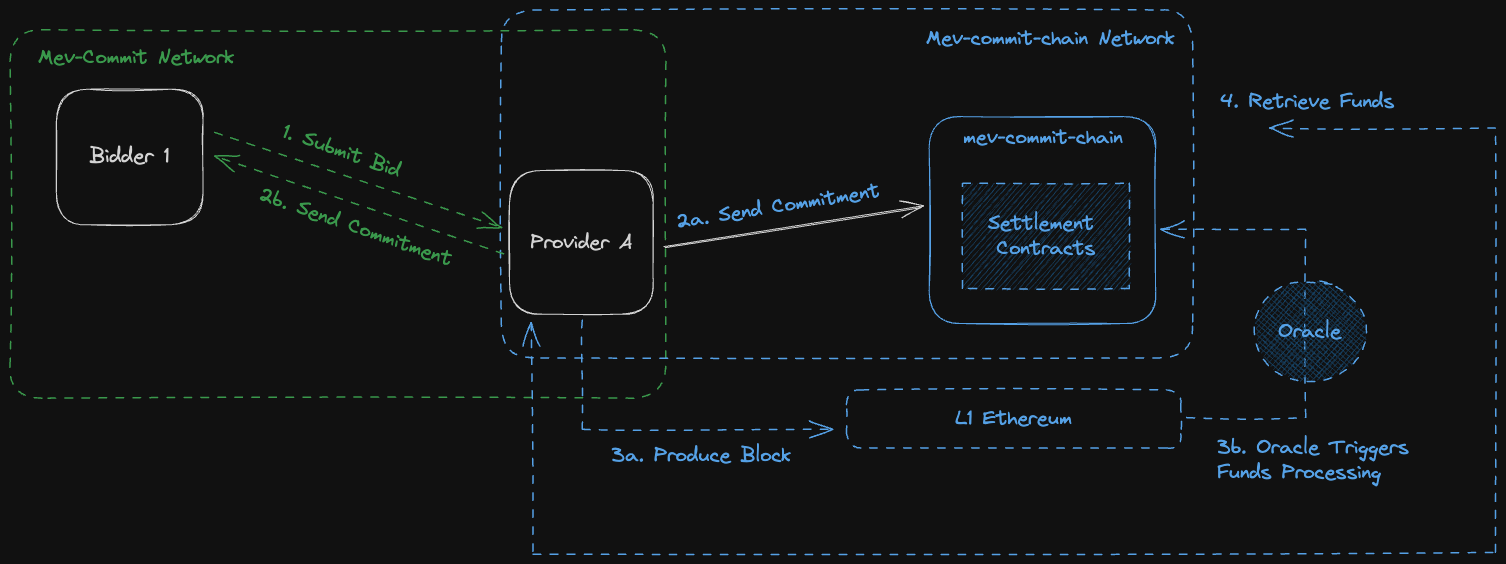 Mev-Commit Network
Bidder 1
1. Submit Bid
2b. Send Commitment
Provider A
2a. Send Commitment
Mev-commit-chain Network
mev-commit-chain
Settlement
Contracts
4. Retrieve Funds
Oracle
L1 Ethereum
3a. Produce Block
3b. Oracle Triggers
Funds Processing